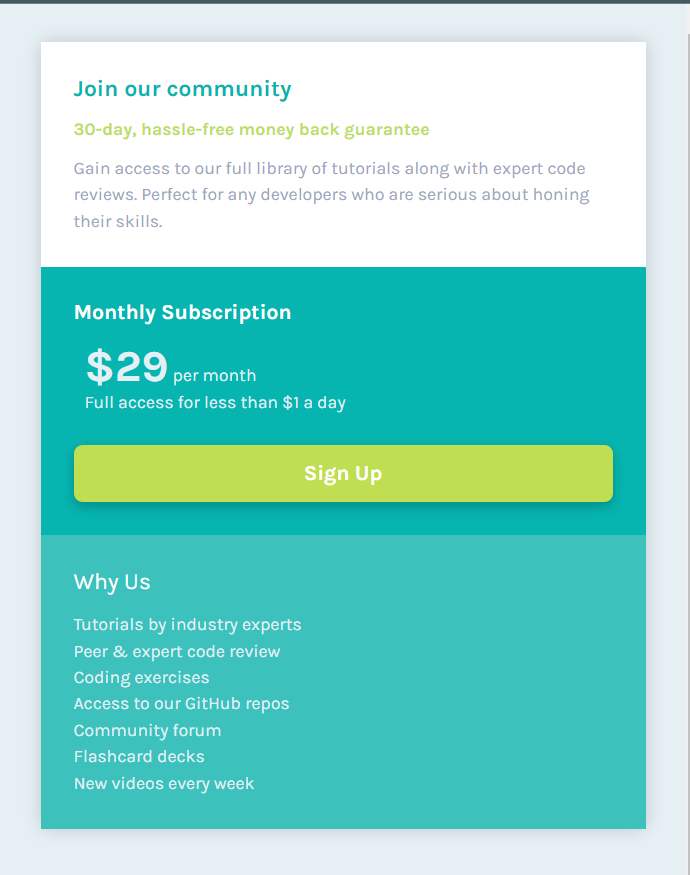 Join our community
30-day, hassle-free money back guarantee
Gain access to our full library of tutorials along with expert code
reviews. Perfect for any developers who are serious about honing
their skills.
Monthly Subscription
$29 per month
Full access for less than $1 a day
Sign Up
Why Us
Tutorials by industry experts
Peer & expert code review
Coding exercises
Access to our GitHub repos
Community forum
Flashcard decks
New videos every week